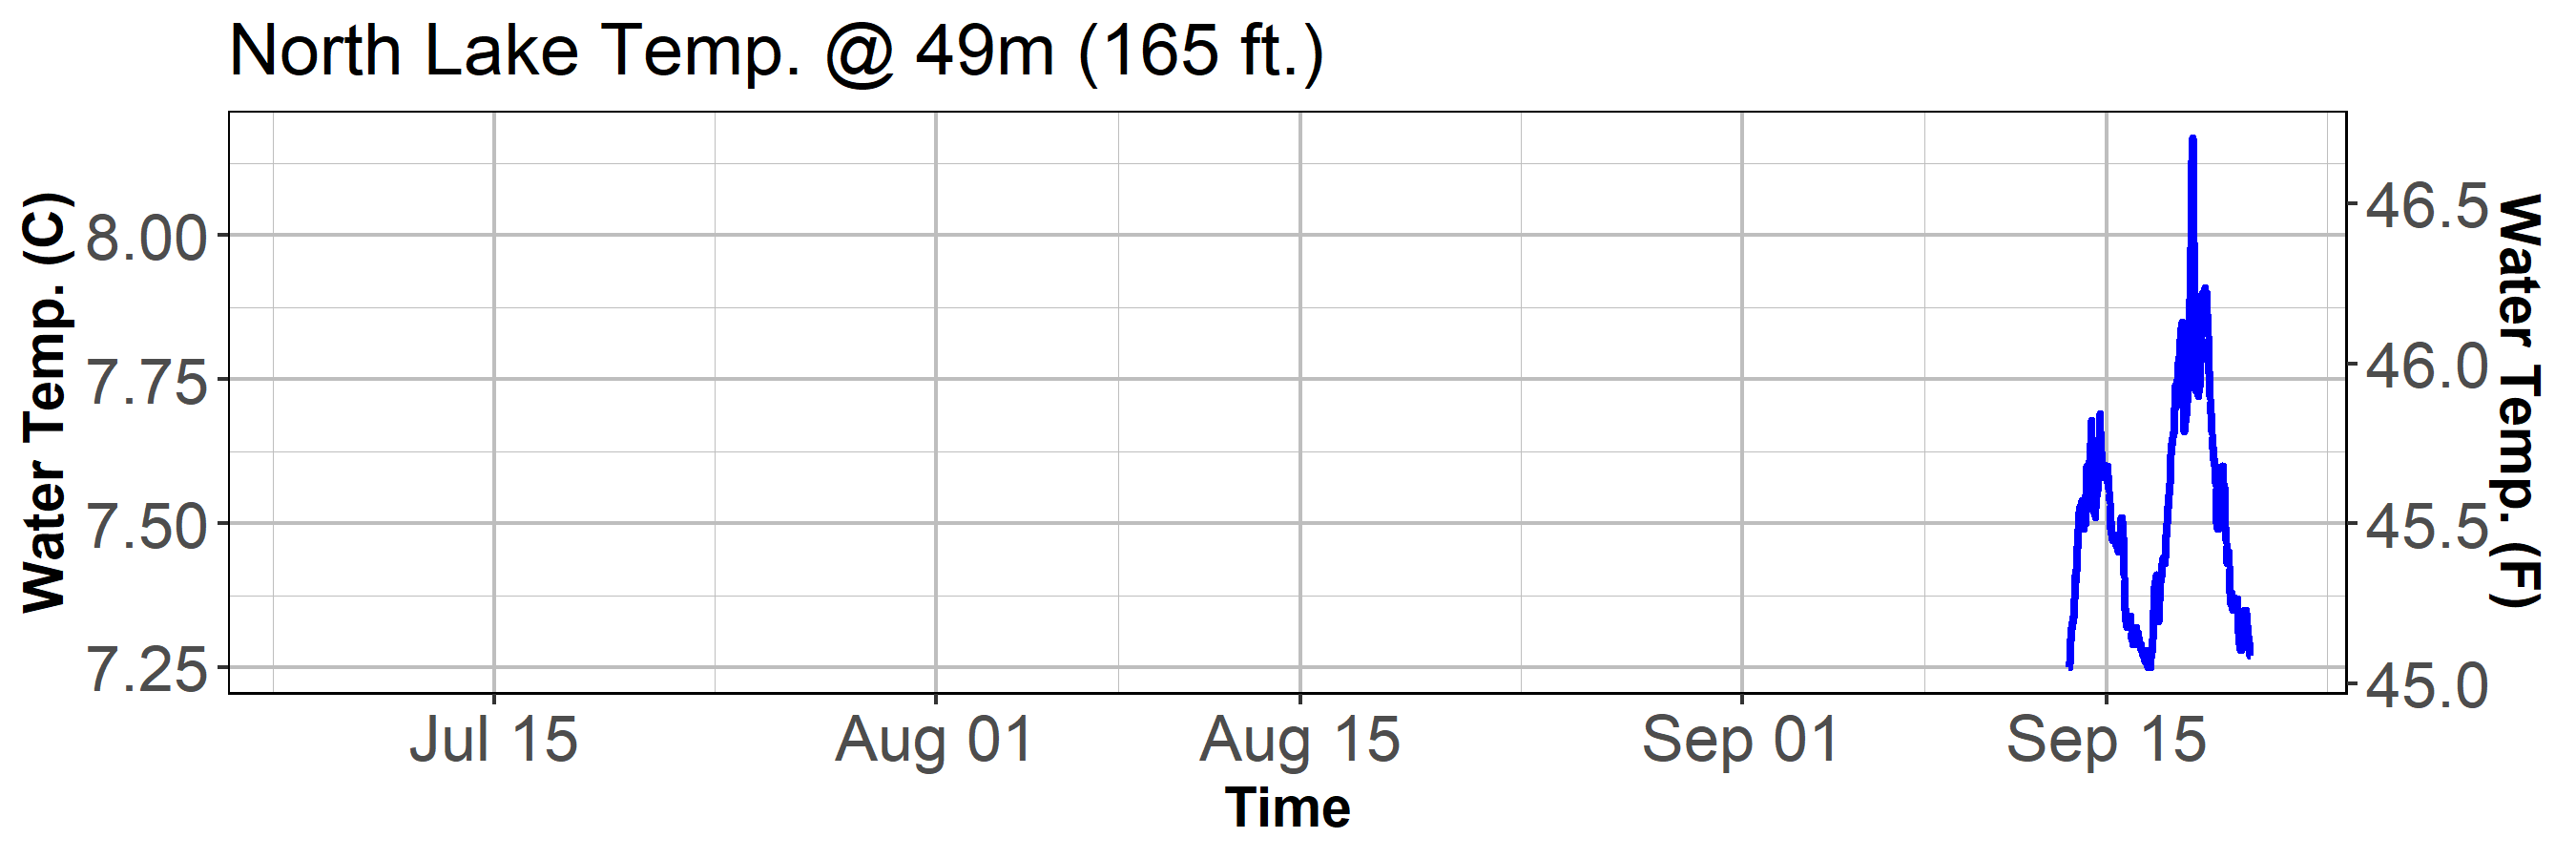 North Lake Temp. @ 49m (165 ft.)
Water Temp. (C)
8.00
7.75
7.50
7.25
46.5
46.0
45.5
45.0
Water Temp. (F)
Jul 15 Aug 01 Aug 15 Sep 01 Sep 15
Time